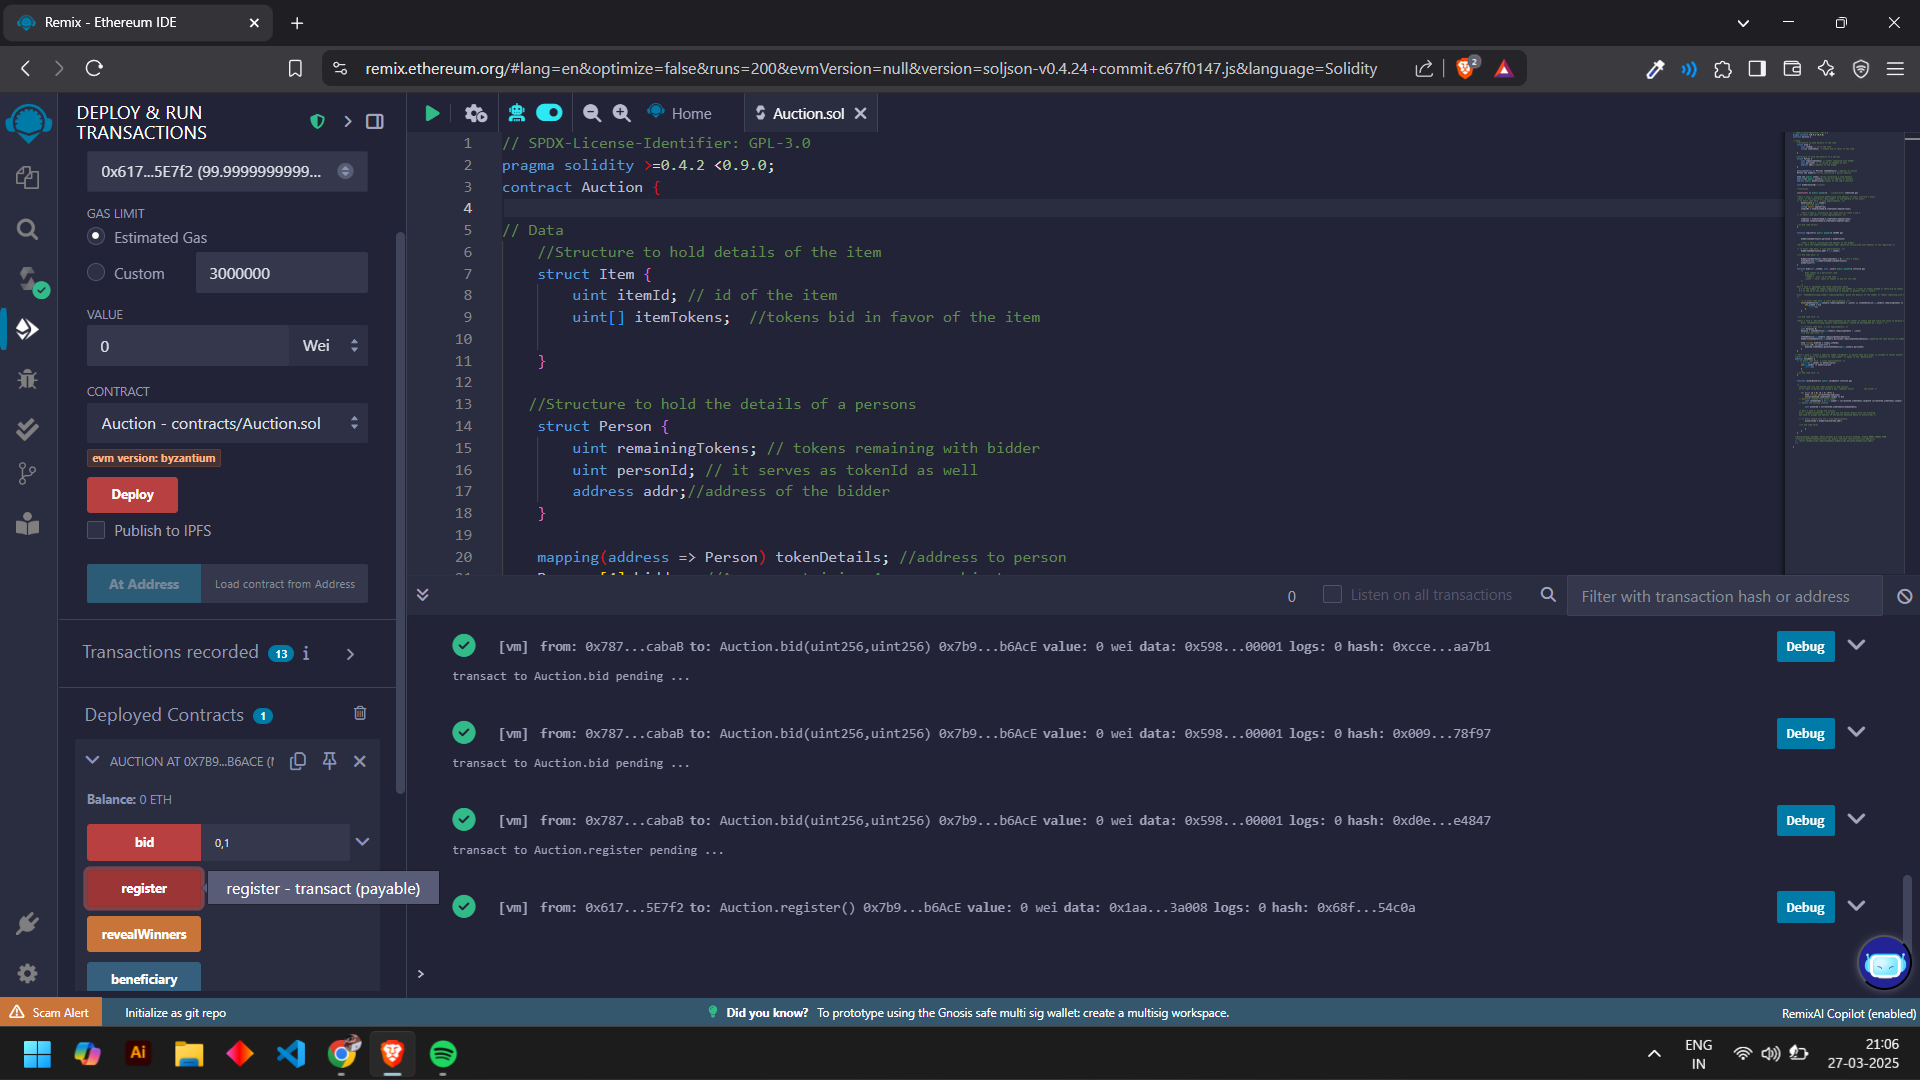 Remix - Ethereum IDE
remix.ethereum.org/#lang=en&optimize=false&runs=200&evmVersion=null&version=soljson-v0.4.24+commit.e67f0147.js&language=Solidity
2
DEPLOY & RUN
TRANSACTIONS
0x617...5E7f2 (99.9999999999...
GAS LIMIT
Estimated Gas
Custom
3000000
VALUE
0
Wei
CONTRACT
Auction - contracts/Auction.sol
evm version: byzantium
Deploy
Publish to IPFS
At Address
Load contract from Address
Transactions recorded 13 i
Deployed Contracts 1
AUCTION AT 0X7B9...B6ACE (
Balance: 0 ETH
bid
0,1
register
register - transact (payable)
revealWinners
beneficiary
Home
Auction.sol
1 // SPDX-License-Identifier: GPL-3.0
2 pragma solidity >=0.4.2 <0.9.0;
3 contract Auction {
4
5 // Data
6 //Structure to hold details of the item
7 struct Item {
8 uint itemId; // id of the item
9 uint[] itemTokens; //tokens bid in favor of the item
10
11 }
12
13 //Structure to hold the details of a persons
14 struct Person {
15 uint remainingTokens; // tokens remaining with bidder
16 uint personId; // it serves as tokenId as well
17 address addr;//address of the bidder
18 }
19
20 mapping(address => Person) tokenDetails; //address to person
0
Listen on all transactions
Filter with transaction hash or address
[vm] from: 0x787...cabaB to: Auction.bid(uint256,uint256) 0x7b9...b6AcE value: 0 wei data: 0x598...00001 logs: 0 hash: 0xcce...aa7b1
Debug
transact to Auction.bid pending ...
[vm] from: 0x787...cabaB to: Auction.bid(uint256,uint256) 0x7b9...b6AcE value: 0 wei data: 0x598...00001 logs: 0 hash: 0x009...78f97
Debug
transact to Auction.bid pending ...
[vm] from: 0x787...cabaB to: Auction.bid(uint256,uint256) 0x7b9...b6AcE value: 0 wei data: 0x598...00001 logs: 0 hash: 0xd0e...e4847
Debug
transact to Auction.register pending ...
[vm] from: 0x617...5E7f2 to: Auction.register() 0x7b9...b6AcE value: 0 wei data: 0x1aa...3a008 logs: 0 hash: 0x68f...54c0a
Debug
>
Scam Alert
Initialize as git repo
Did you know? To prototype using the Gnosis safe multi sig wallet: create a multisig workspace.
RemixAI Copilot (enabled)
Ai
ENG
IN
21:06
27-03-2025